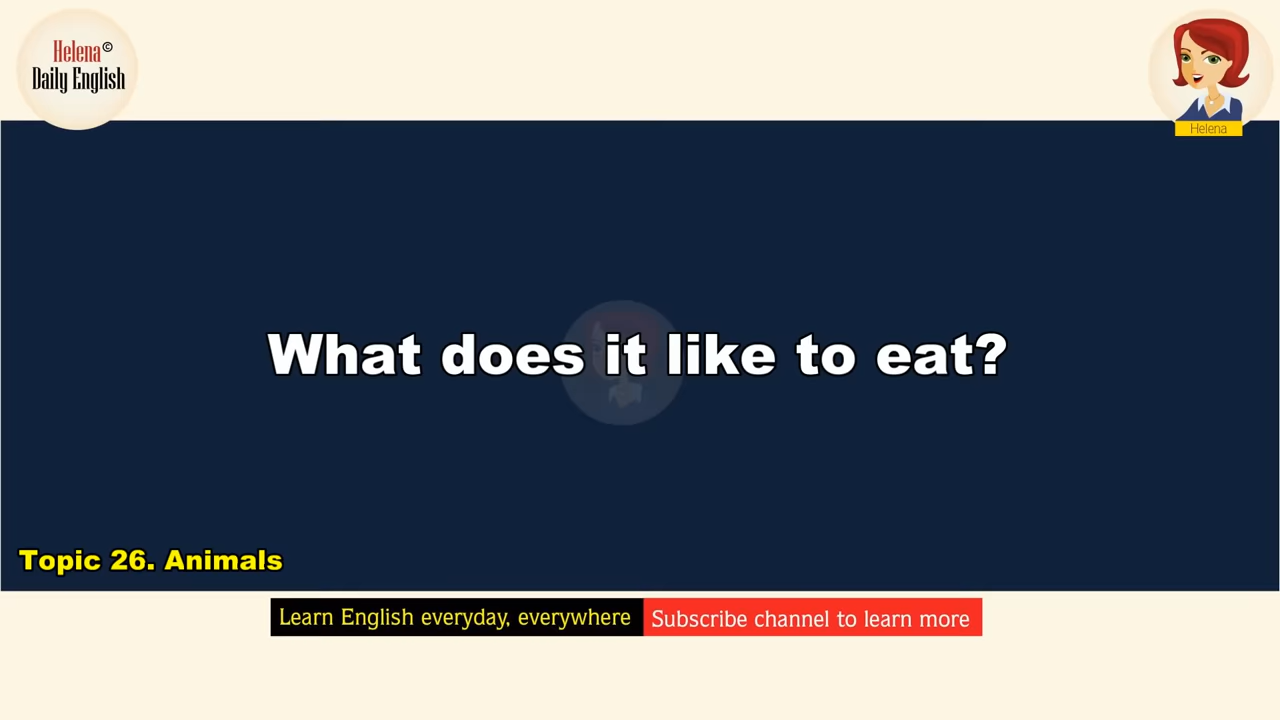 Helena©
Daily English
Helena
What does it like to eat?
Topic 26. Animals
Learn English everyday, everywhere
Subscribe channel to learn more